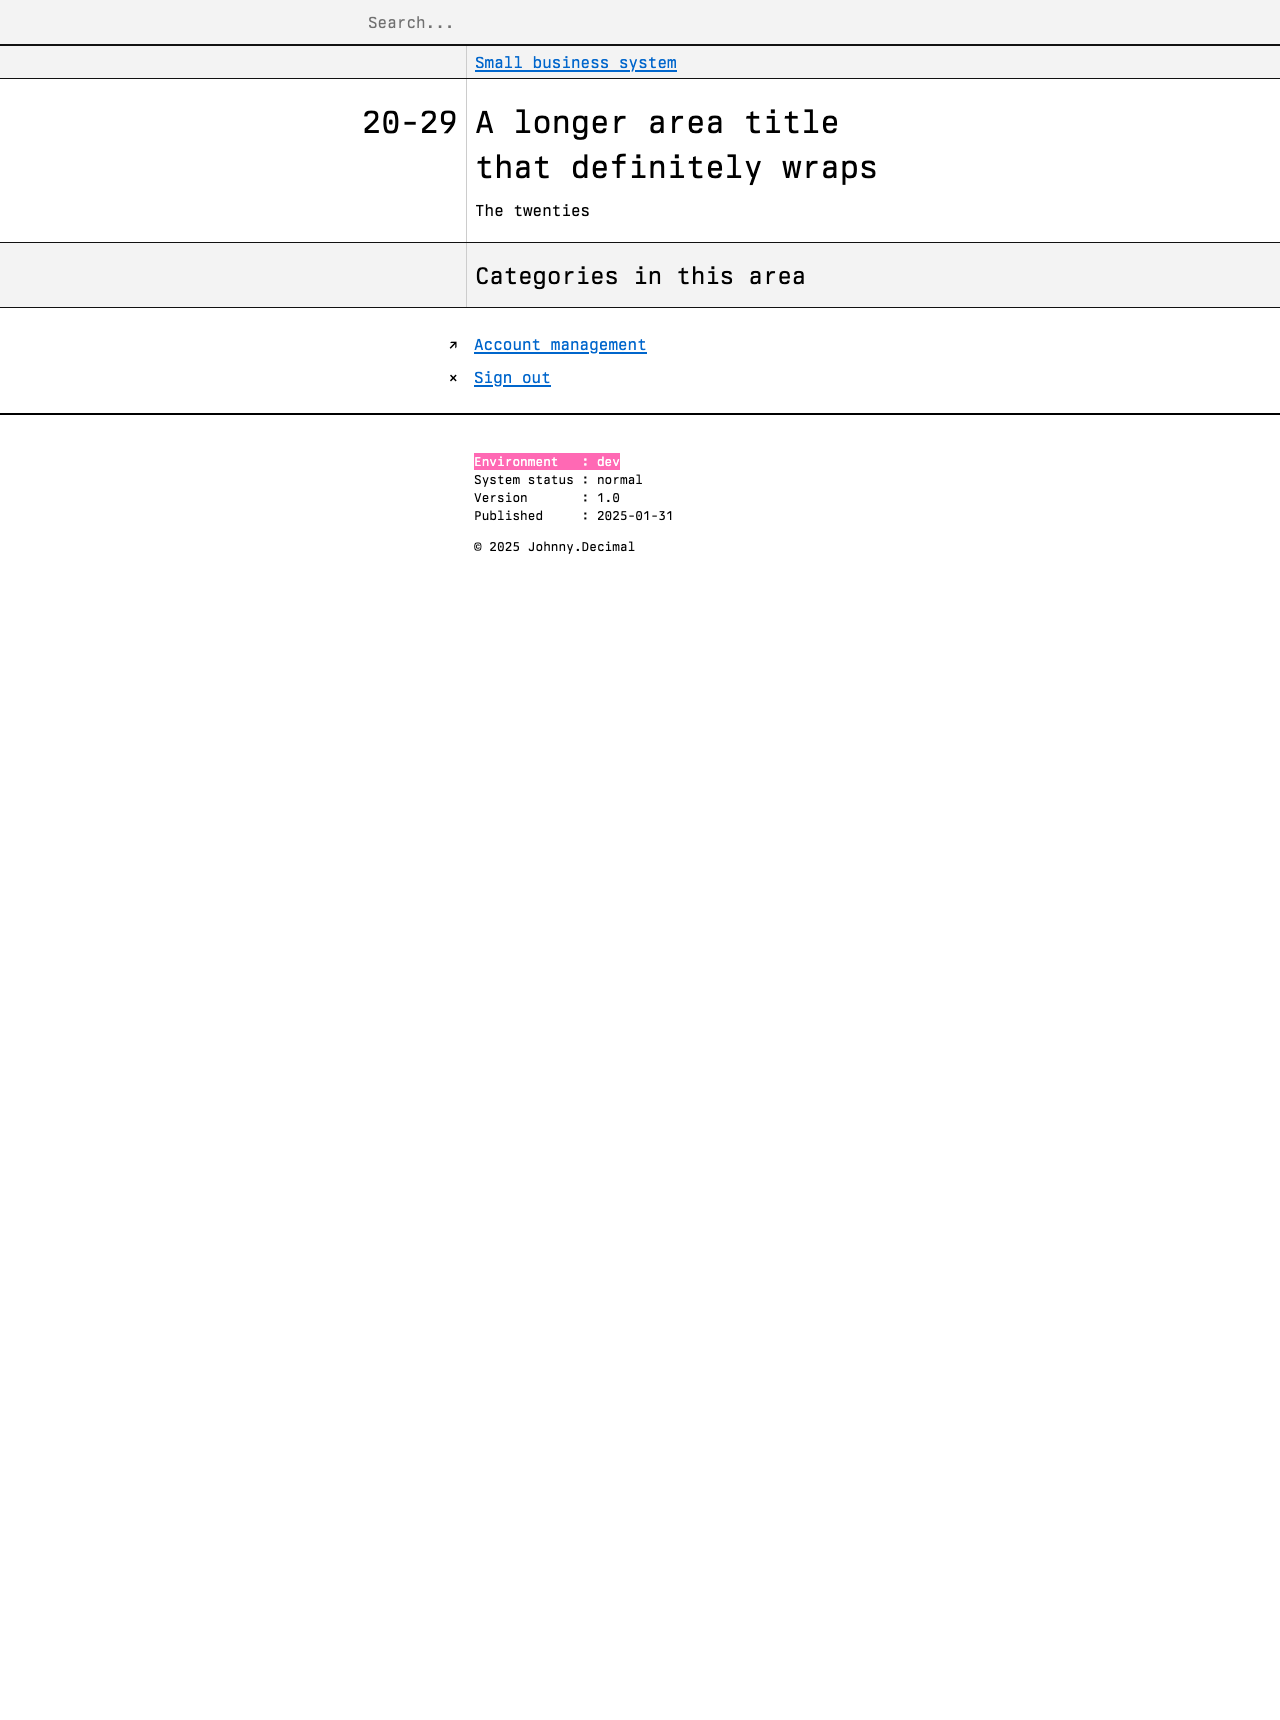 Search...
Small business system
20-29 A longer area title
that definitely wraps
The twenties
Categories in this area
↗ Account management
× Sign out
Environment   : dev
System status : normal
Version       : 1.0
Published     : 2025-01-31
© 2025 Johnny.Decimal